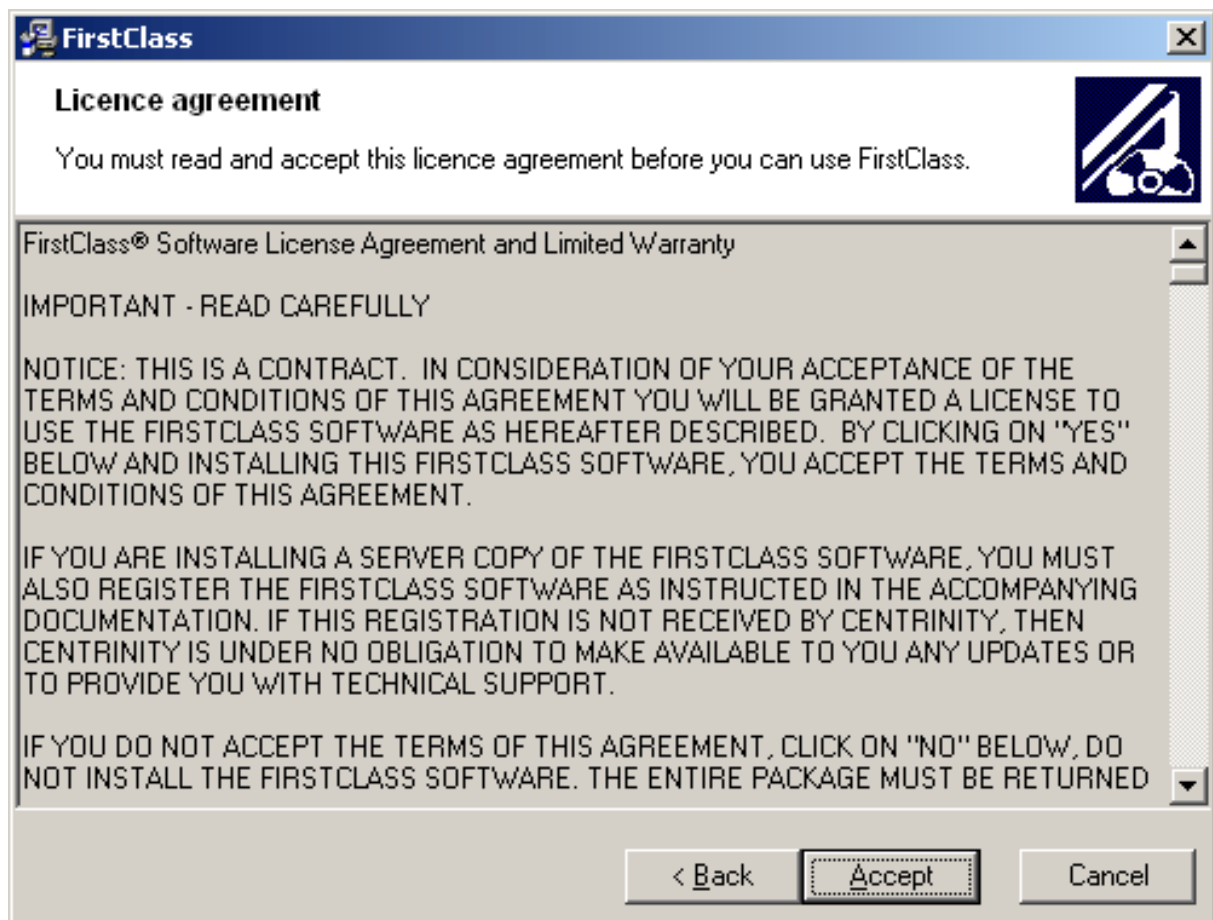 FirstClass
Licence agreement
You must read and accept this licence agreement before you can use FirstClass.
FirstClass® Software License Agreement and Limited Warranty
IMPORTANT - READ CAREFULLY
NOTICE: THIS IS A CONTRACT.  IN CONSIDERATION OF YOUR ACCEPTANCE OF THE
TERMS AND CONDITIONS OF THIS AGREEMENT YOU WILL BE GRANTED A LICENSE TO
USE THE FIRSTCLASS SOFTWARE AS HEREAFTER DESCRIBED.  BY CLICKING ON "YES"
BELOW AND INSTALLING THIS FIRSTCLASS SOFTWARE, YOU ACCEPT THE TERMS AND
CONDITIONS OF THIS AGREEMENT.
IF YOU ARE INSTALLING A SERVER COPY OF THE FIRSTCLASS SOFTWARE, YOU MUST
ALSO REGISTER THE FIRSTCLASS SOFTWARE AS INSTRUCTED IN THE ACCOMPANYING
DOCUMENTATION. IF THIS REGISTRATION IS NOT RECEIVED BY CENTRINITY, THEN
CENTRINITY IS UNDER NO OBLIGATION TO MAKE AVAILABLE TO YOU ANY UPDATES OR
TO PROVIDE YOU WITH TECHNICAL SUPPORT.
IF YOU DO NOT ACCEPT THE TERMS OF THIS AGREEMENT, CLICK ON "NO" BELOW, DO
NOT INSTALL THE FIRSTCLASS SOFTWARE. THE ENTIRE PACKAGE MUST BE RETURNED
< Back
Accept
Cancel